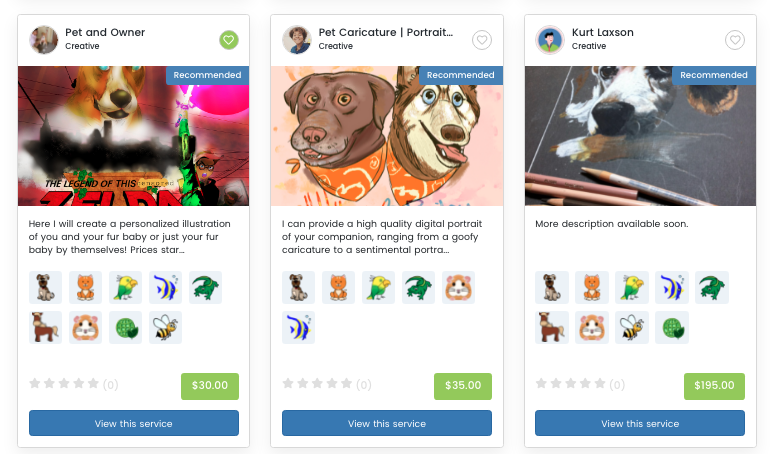 Pet and Owner
Creative
Recommended
THE LEGEND OF THIS censored
ZELDA
Here I will create a personalized illustration
of you and your fur baby or just your fur
baby by themselves! Prices star...
(0)
$30.00
View this service
Pet Caricature | Portrait...
Creative
Recommended
I can provide a high quality digital portrait
of your companion, ranging from a goofy
caricature to a sentimental portra...
(0)
$35.00
View this service
Kurt Laxson
Creative
Recommended
More description available soon.
(0)
$195.00
View this service